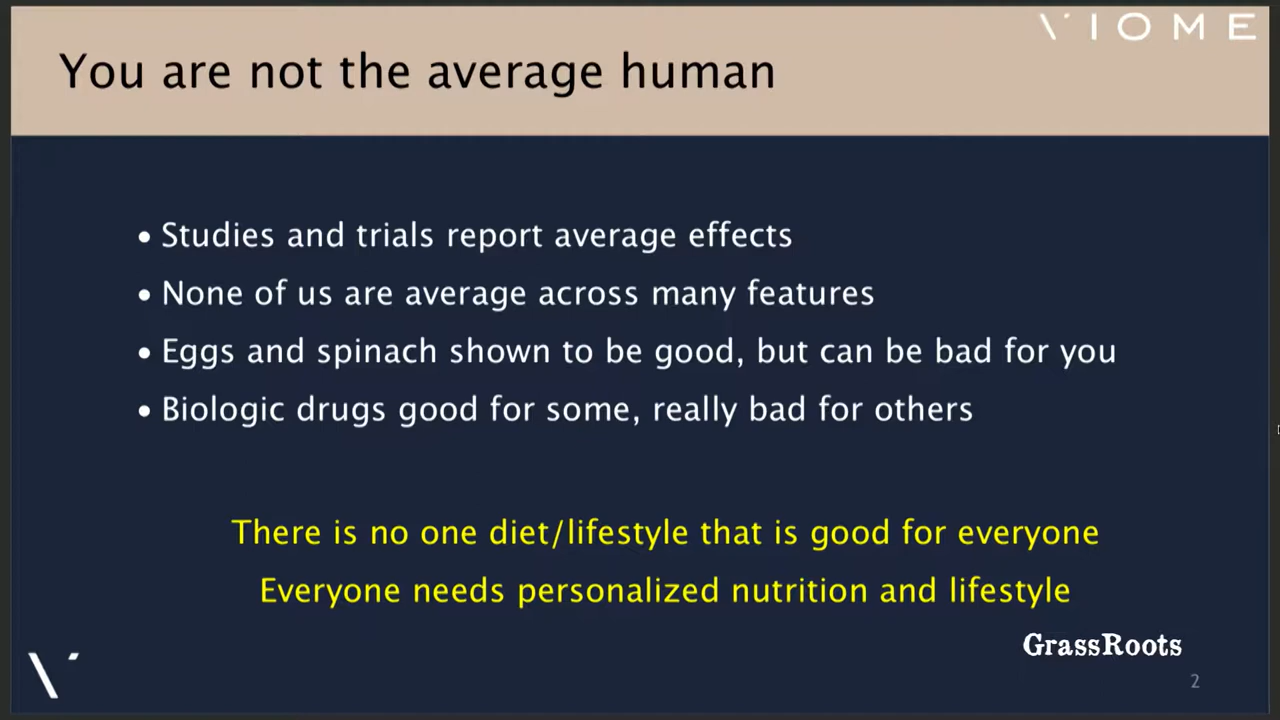 VIOME
You are not the average human
• Studies and trials report average effects
• None of us are average across many features
• Eggs and spinach shown to be good, but can be bad for you
• Biologic drugs good for some, really bad for others
There is no one diet/lifestyle that is good for everyone
Everyone needs personalized nutrition and lifestyle
GrassRoots
2